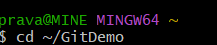 prava@MINE MINGW64 ~
$ cd ~/GitDemo